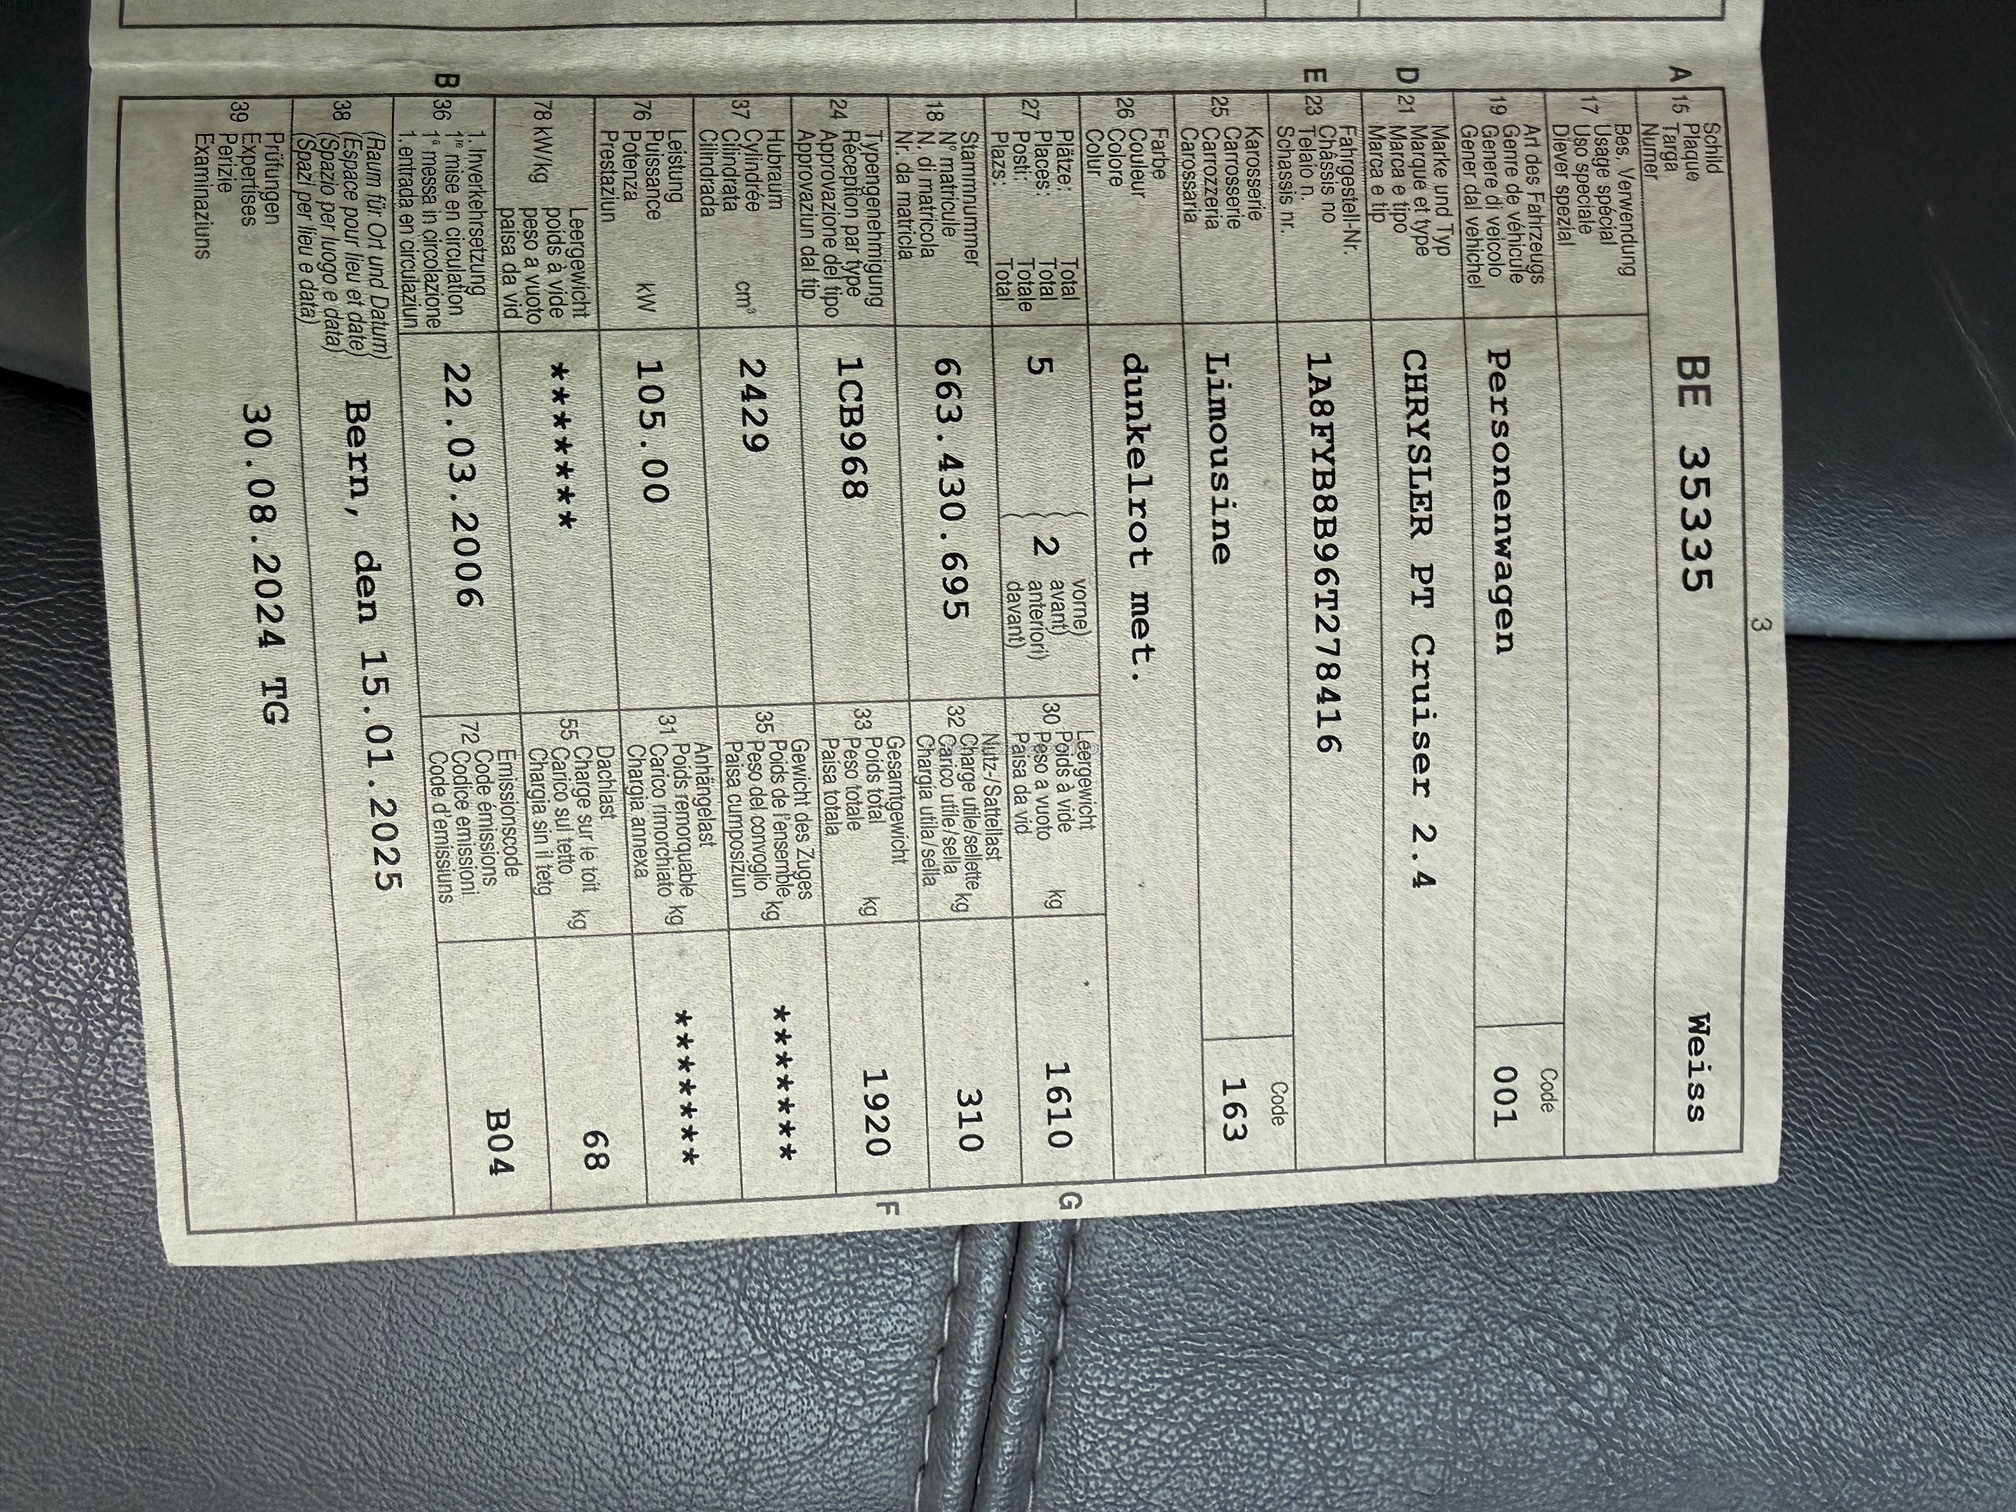 3
Schild
Plaque
A 15 Targa
Numer
BE 35335 Weiss
Bes. Verwendung
Usage spécial
17 Uso speciale
Diever spezial
Art des Fahrzeugs
Genre de véhicule
19 Genere di veicolo
Gener dal vehichel
Personenwagen
Code
001
Marke und Typ
Marque et type
D 21 Marca e tipo
Marca e tip
CHRYSLER PT Cruiser 2.4
Fahrgestell-Nr.
Châssis no
E 23 Telaio n.
Schassis nr.
1A8FYB8B96T278416
Karosserie
Carrosserie
25 Carrozzeria
Carossaria
Limousine
Code
163
Farbe
Couleur
26 Colore
Colur
dunkelrot met.
Plätze: Total
Places: Total
27 Posti: Totale
Plazs: Total
5
( 2 vorne)
avant)
anteriori)
( davant)
Leergewicht
30 Poids à vide
Peso a vuoto kg
Paisa da vid
1610 G
Stammnummer
N° matricule
18 N. di matricola
Nr. da matricla
663.430.695
Nutz-/Sattellast
32 Charge utile/sellette kg
Carico utile/sella
Chargia utila/sella
310
Typengenehmigung
Réception par type
24 Approvazione del tipo
Approvaziun dal tip
1CB968
Gesamtgewicht
33 Poids total kg
Peso totale
Paisa totala
1920 F
Hubraum
Cylindrée
37 Cilindrata cm³
Cilindrada
2429
Gewicht des Zuges
35 Poids de l'ensemble kg
Peso del convoglio
Paisa cumposiziun
*******
Leistung
Puissance
76 Potenza kW
Prestaziun
105.00
Anhängelast
31 Poids remorquable kg
Carico rimorchiato
Chargia annexa
*******
Leergewicht
78 kW/kg poids à vide
peso a vuoto
paisa da vid
*******
Dachlast
55 Charge sur le toit kg
Carico sul tetto
Chargia sin il tetg
68
1. Inverkehrsetzung
1re mise en circulation
B 36 1a messa in circolazione
1. entrada en circulaziun
22.03.2006
Emissionscode
72 Code émissions
Codice emissioni
Code d'emissiuns
B04
(Raum für Ort und Datum)
(Espace pour lieu et date)
38 (Spazio per luogo e data)
(Spazi per lieu e data)
Bern, den 15.01.2025
Prüfungen
Expertises
39 Perizie
Examinaziuns
30.08.2024 TG